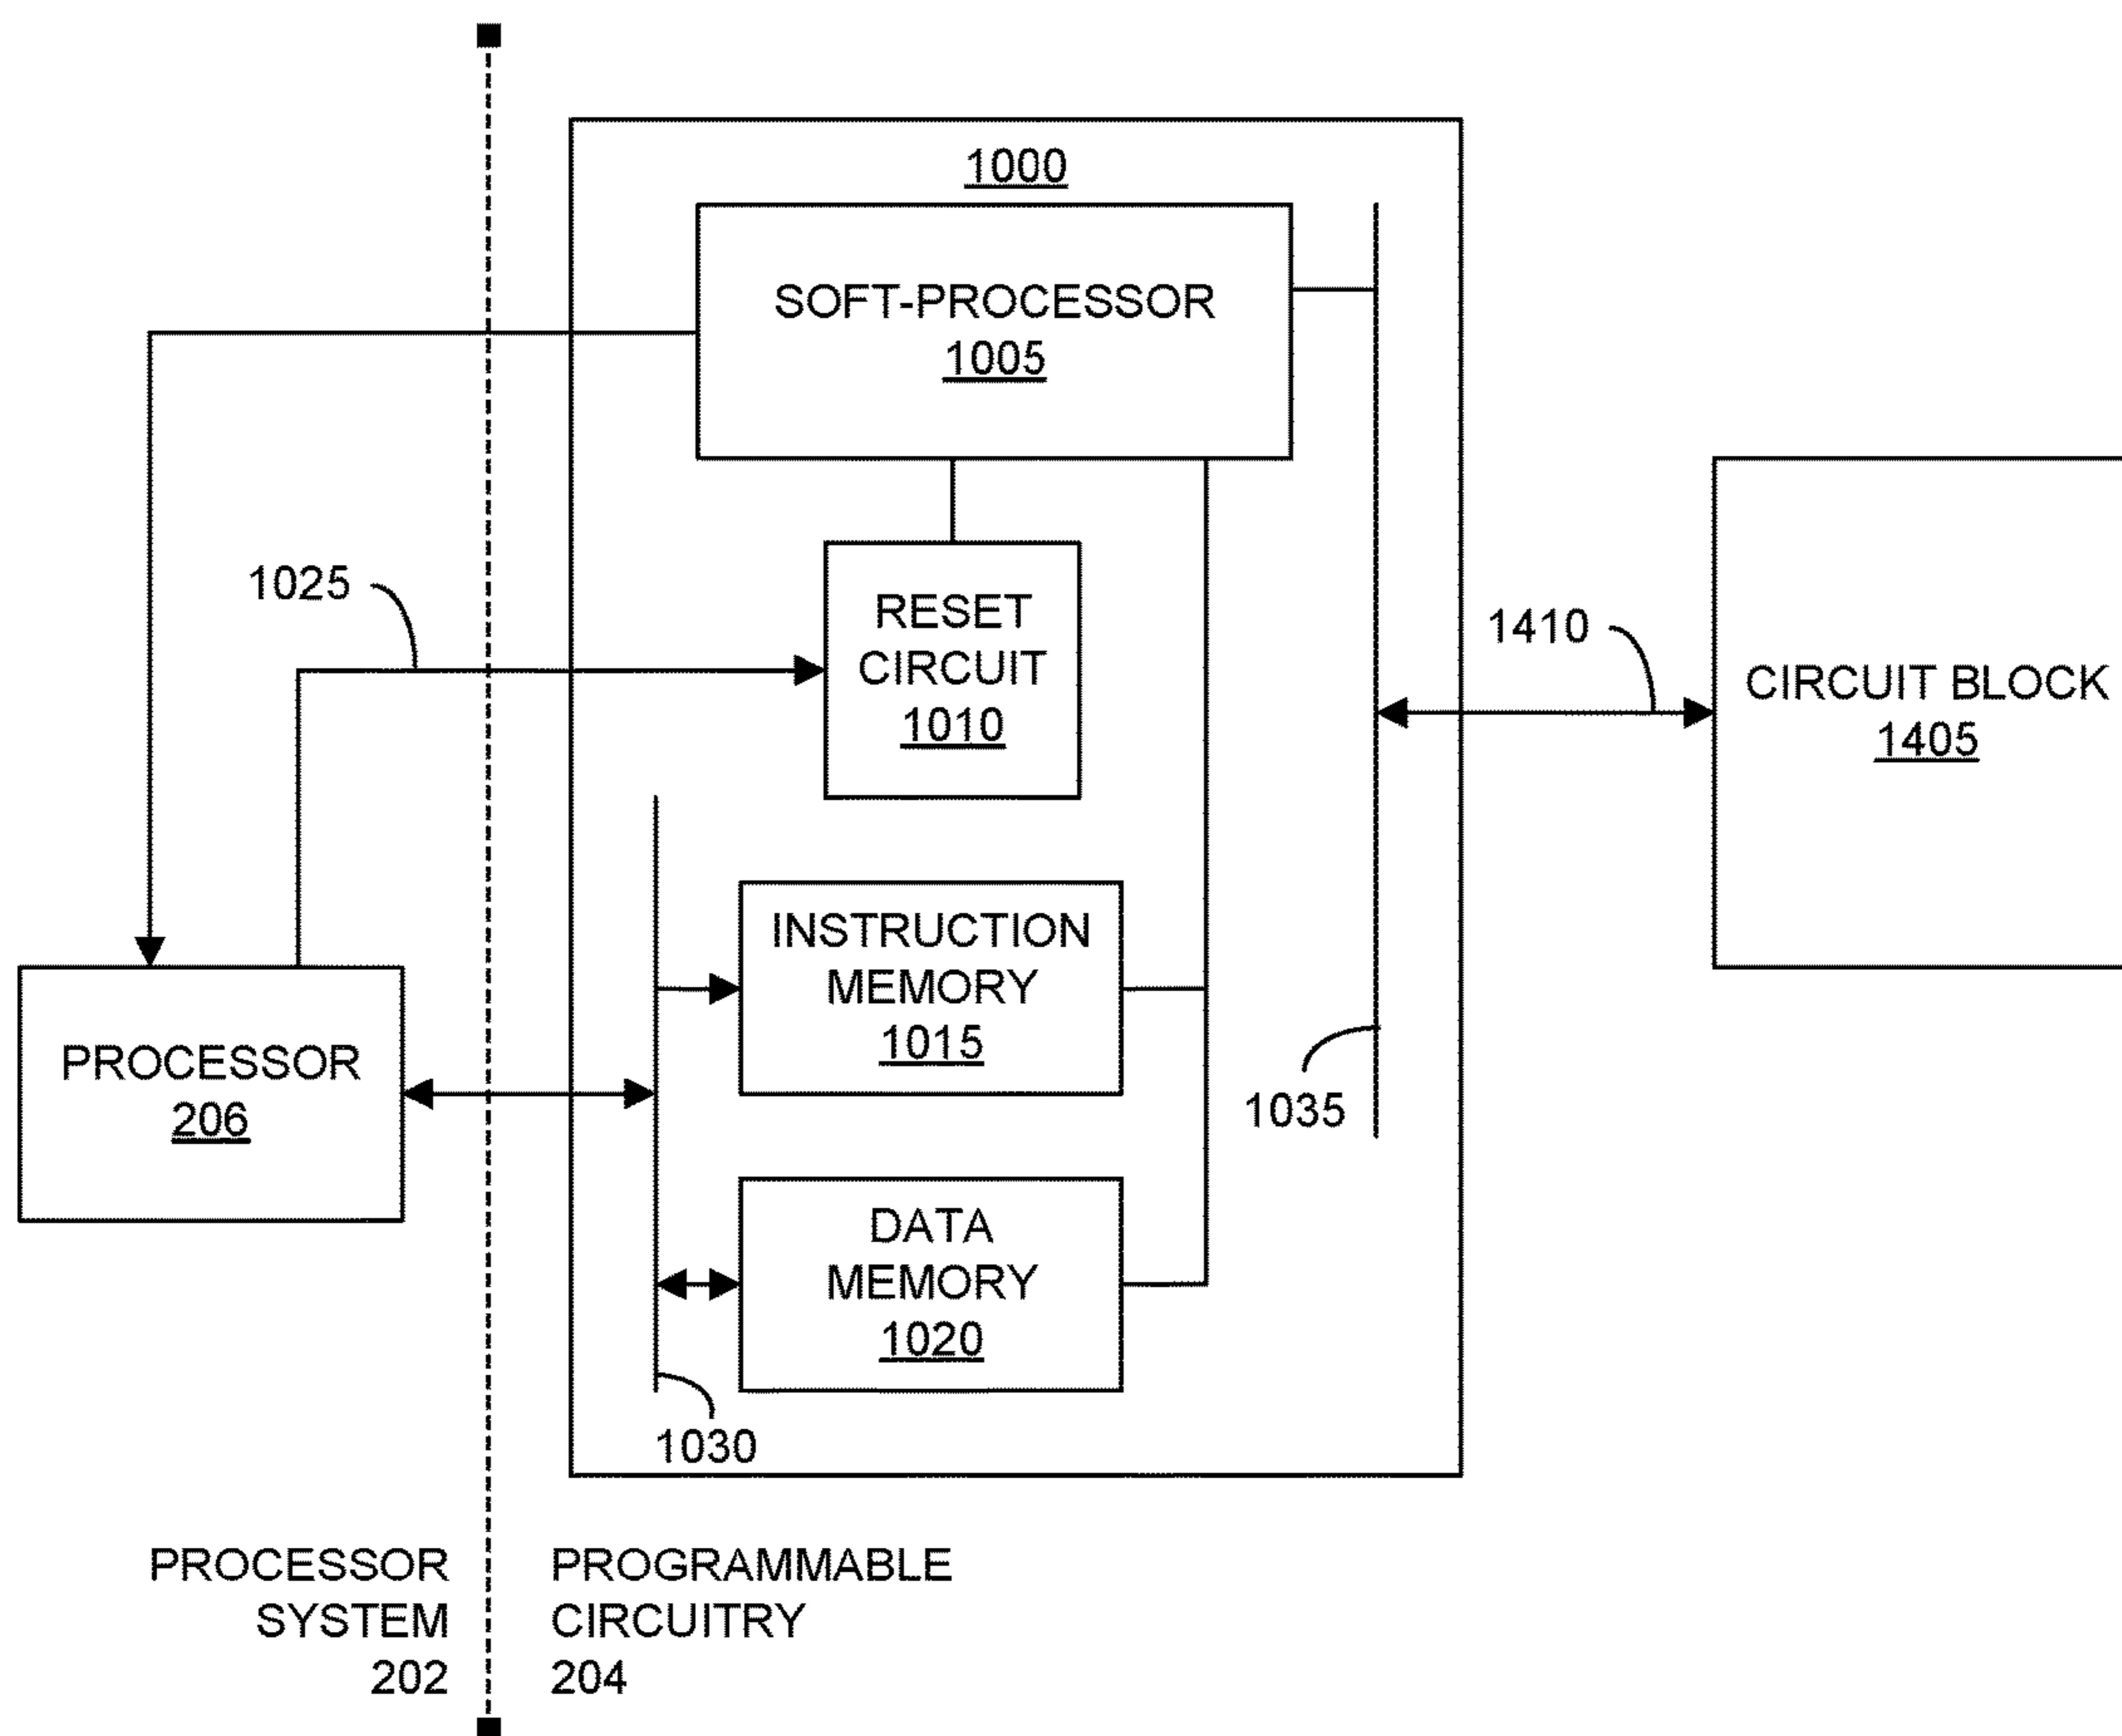 1000
SOFT-PROCESSOR
1005
1025
RESET
CIRCUIT
1010
1410
CIRCUIT BLOCK
1405
INSTRUCTION
MEMORY
1015
PROCESSOR
206
1035
DATA
MEMORY
1020
1030
PROCESSOR
SYSTEM
202
PROGRAMMABLE
CIRCUITRY
204